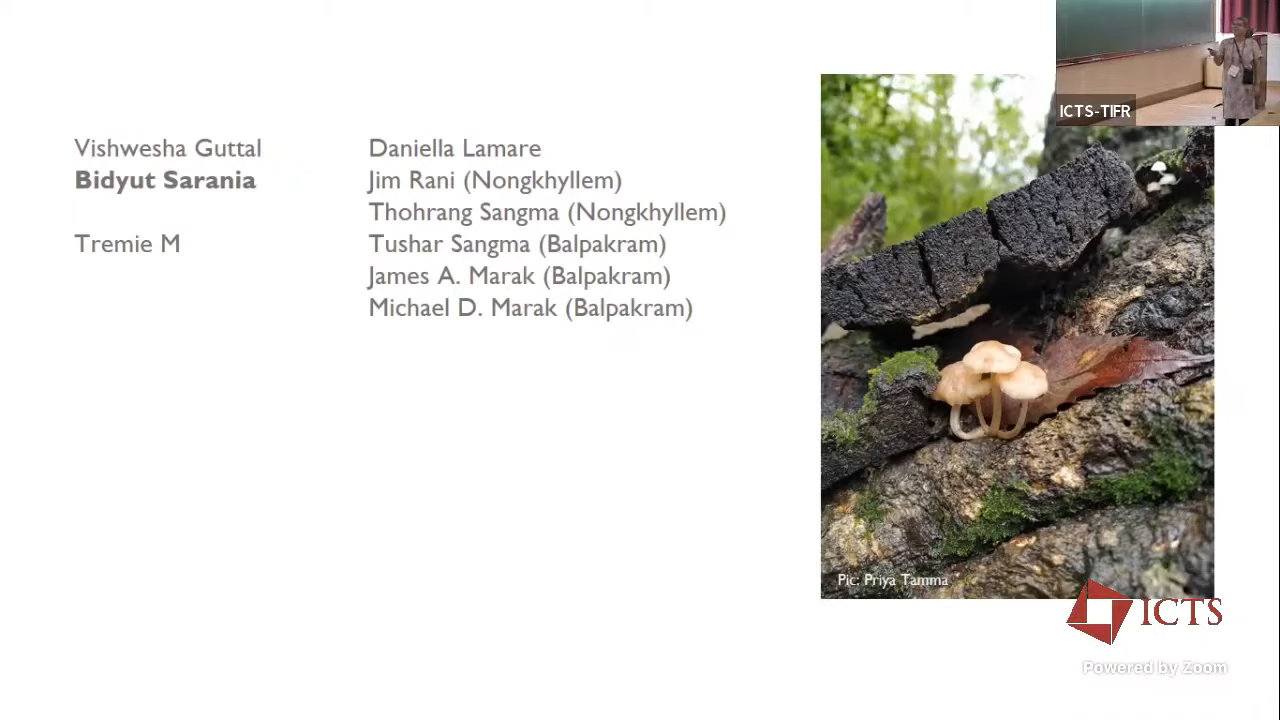 Vishwesha Guttal
Bidyut Sarania
Tremie M
Daniella Lamare
Jim Rani (Nongkhyllem)
Thohrang Sangma (Nongkhyllem)
Tushar Sangma (Balpakram)
James A. Marak (Balpakram)
Michael D. Marak (Balpakram)
ICTS-TIFR
Pic: Priya Tamma
ICTS
Powered by Zoom